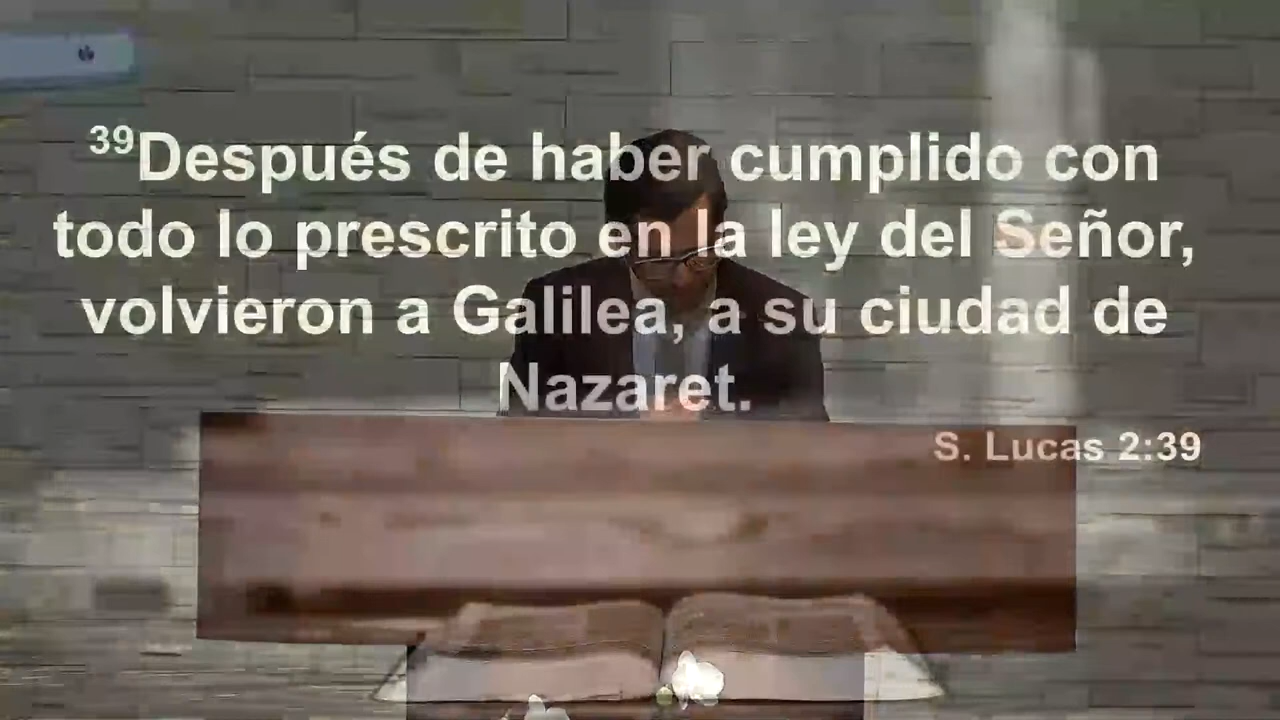 39Después de haber cumplido con
todo lo prescrito en la ley del Señor,
volvieron a Galilea, a su ciudad de
Nazaret.
S. Lucas 2:39